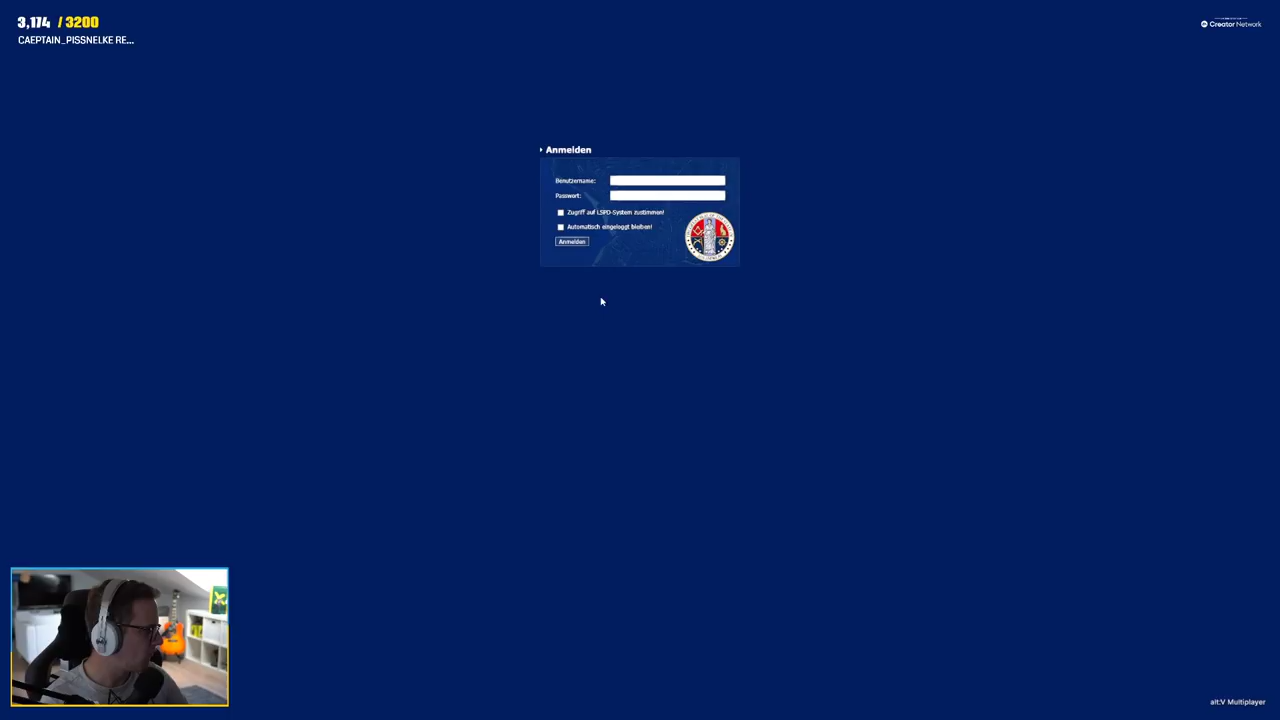 3,174 / 3200
CAEPTAIN_PISSNELKE RE...
Creator Network
Anmelden
Benutzername:
Passwort:
Zugriff auf LSPD-System zustimmen!
Automatisch eingeloggt bleiben!
Anmelden
alt:V Multiplayer